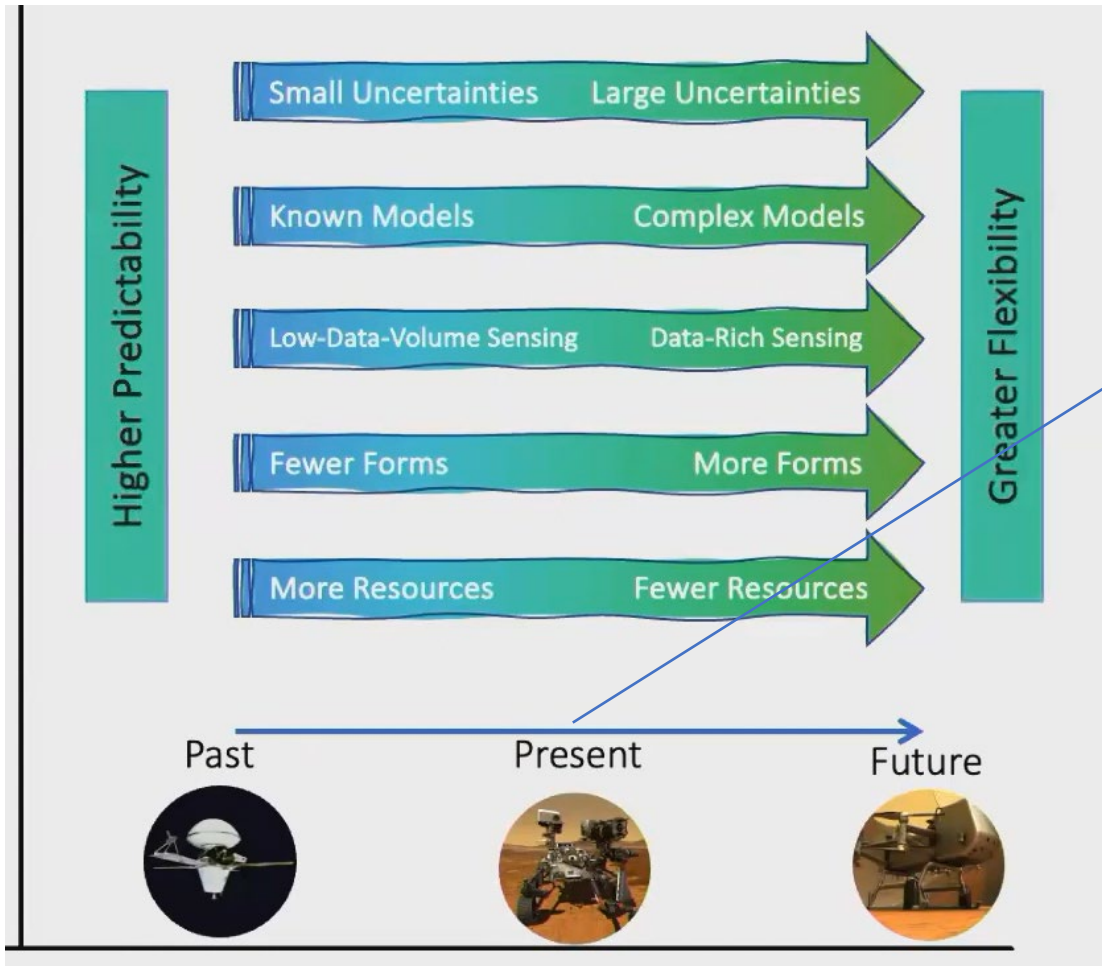 Higher Predictability
Small Uncertainties Large Uncertainties
Known Models Complex Models
Low-Data-Volume Sensing Data-Rich Sensing
Fewer Forms More Forms
More Resources Fewer Resources
Greater Flexibility
Past Present Future